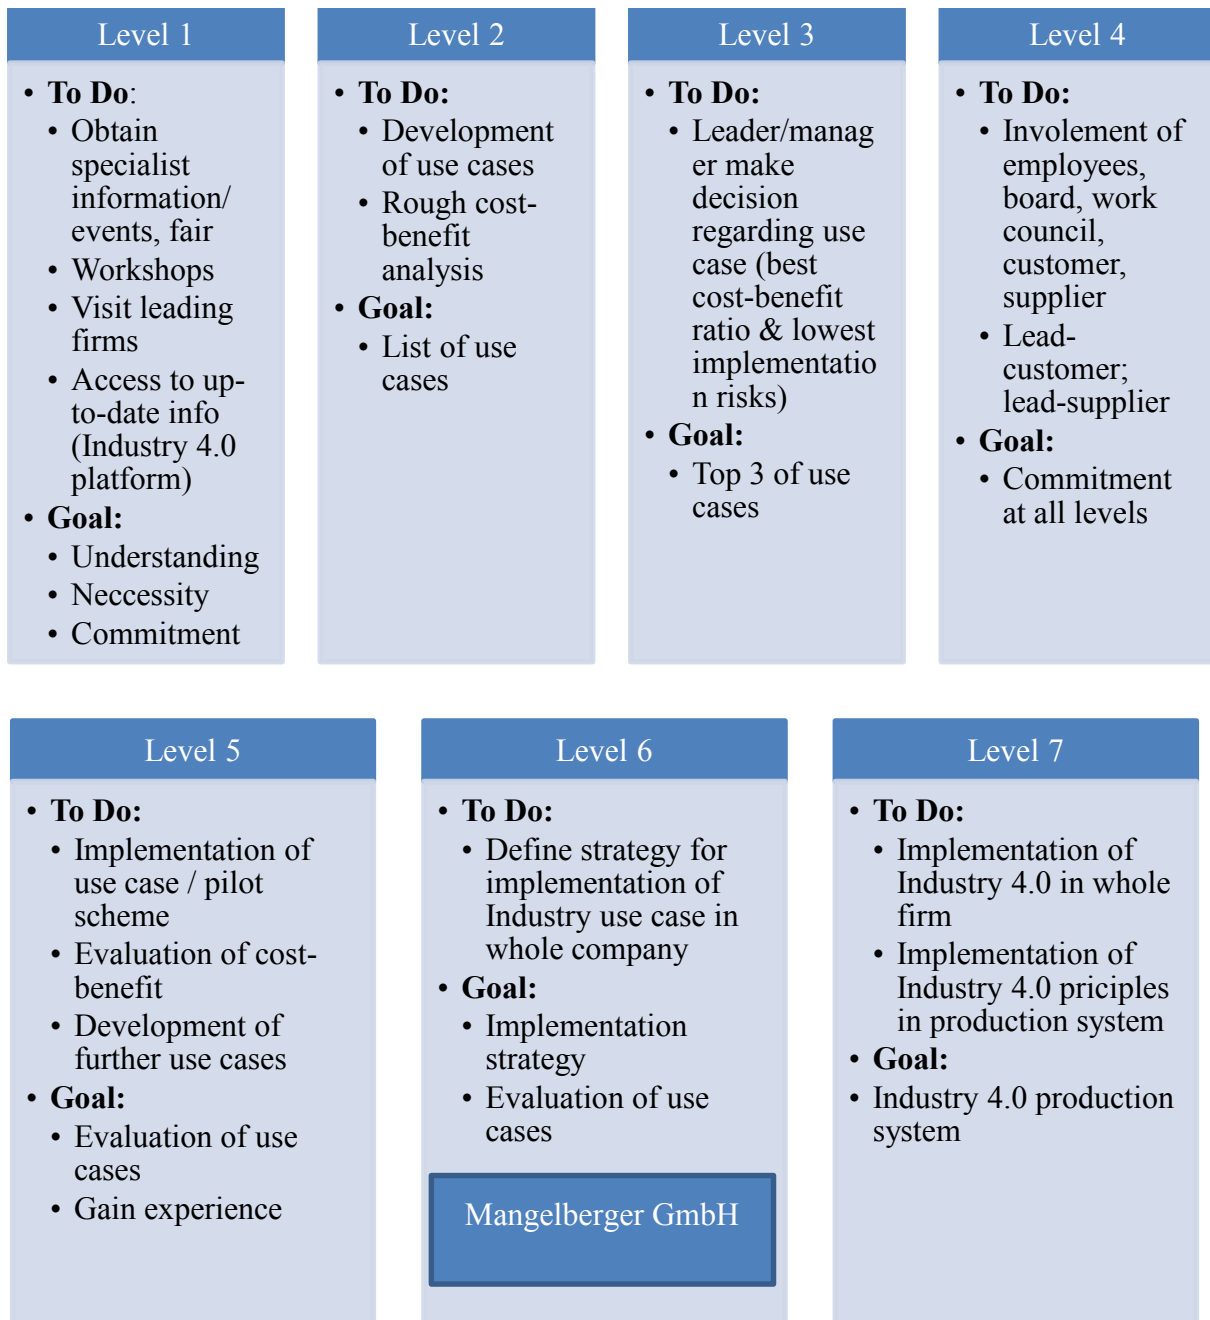 Level 1
• To Do:
• Obtain
specialist
information/
events, fair
• Workshops
• Visit leading
firms
• Access to up-
to-date info
(Industry 4.0
platform)
• Goal:
• Understanding
• Neccessity
• Commitment
Level 2
• To Do:
• Development
of use cases
• Rough cost-
benefit
analysis
• Goal:
• List of use
cases
Level 3
• To Do:
• Leader/manag
er make
decision
regarding use
case (best
cost-benefit
ratio & lowest
implementatio
n risks)
• Goal:
• Top 3 of use
cases
Level 4
• To Do:
• Involement of
employees,
board, work
council,
customer,
supplier
• Lead-
customer;
lead-supplier
• Goal:
• Commitment
at all levels
Level 5
• To Do:
• Implementation of
use case / pilot
scheme
• Evaluation of cost-
benefit
• Development of
further use cases
• Goal:
• Evaluation of use
cases
• Gain experience
Level 6
• To Do:
• Define strategy for
implementation of
Industry use case in
whole company
• Goal:
• Implementation
strategy
• Evaluation of use
cases
Mangelberger GmbH
Level 7
• To Do:
• Implementation of
Industry 4.0 in whole
firm
• Implementation of
Industry 4.0 priciples
in production system
• Goal:
• Industry 4.0 production
system